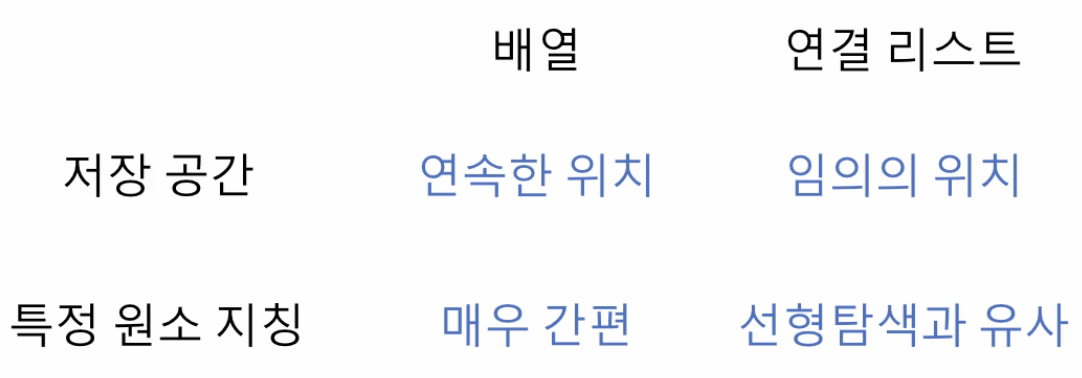 배열 연결 리스트
저장 공간 연속한 위치 임의의 위치
특정 원소 지칭 매우 간편 선형탐색과 유사